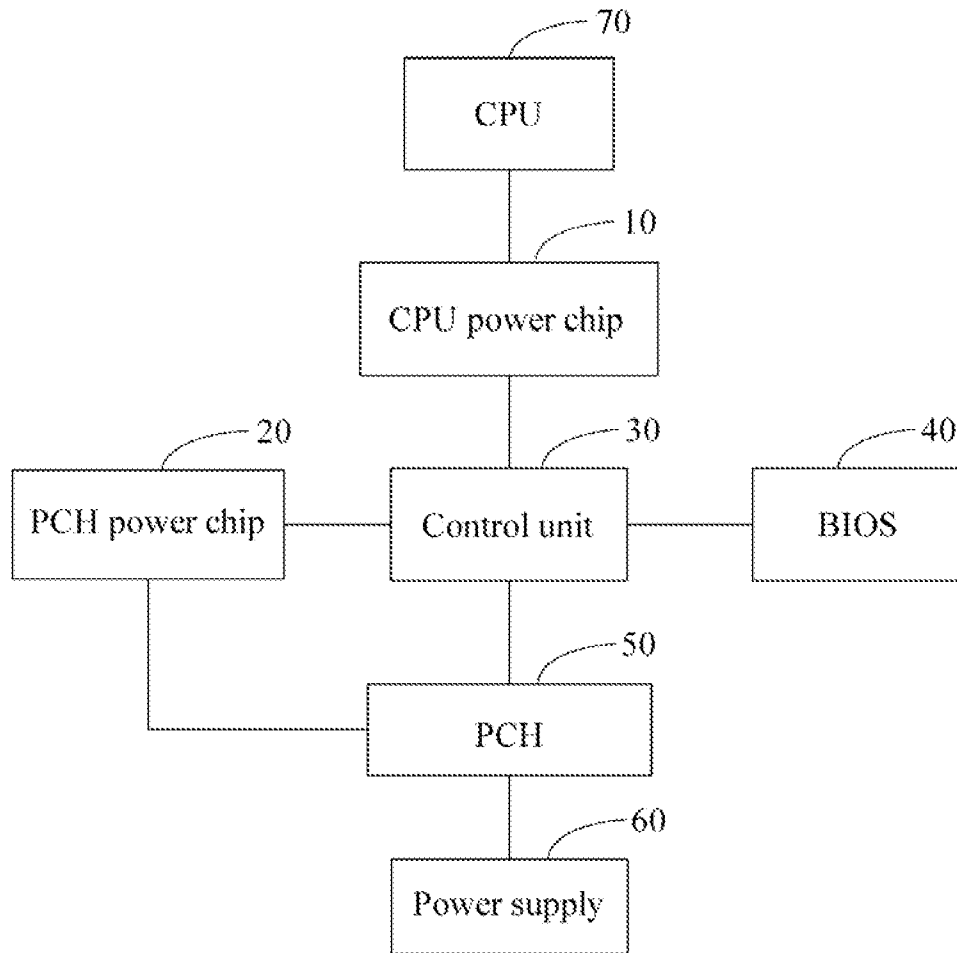 70
CPU
10
CPU power chip
20
30
40
PCH power chip
Control unit
BIOS
50
PCH
60
Power supply